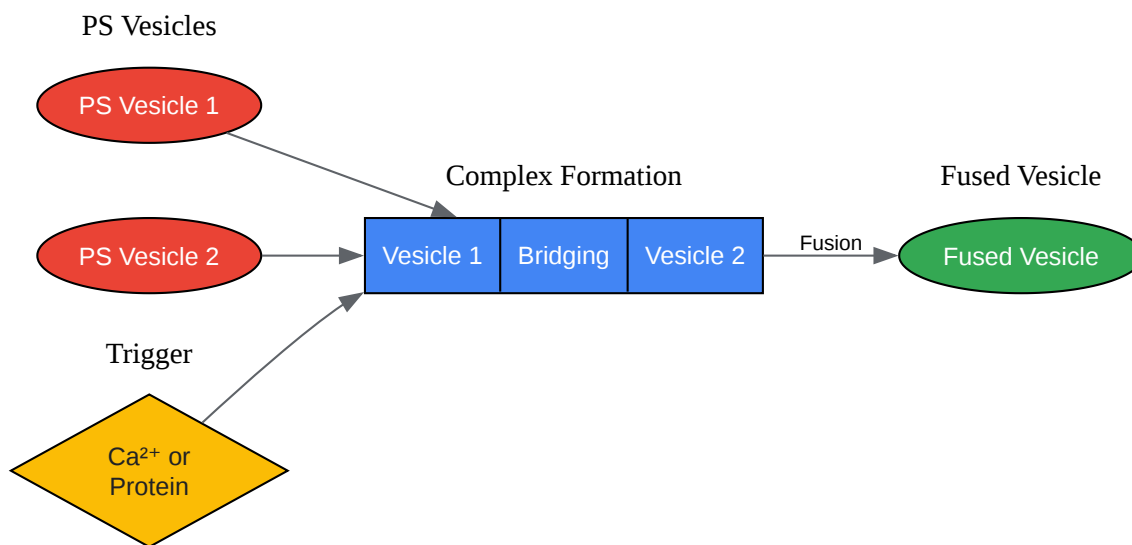 PS Vesicles
PS Vesicle 1
PS Vesicle 2
Trigger
Ca²⁺ or
Protein
Complex Formation
Vesicle 1
Bridging
Vesicle 2
Fusion
Fused Vesicle
Fused Vesicle